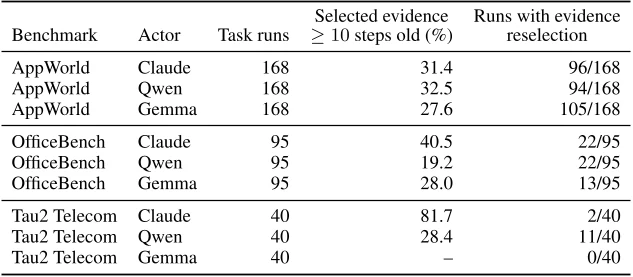 Benchmark Actor Task runs Selected evidence ≥ 10 steps old (%) Runs with evidence reselection
AppWorld Claude 168 31.4 96/168
AppWorld Qwen 168 32.5 94/168
AppWorld Gemma 168 27.6 105/168
OfficeBench Claude 95 40.5 22/95
OfficeBench Qwen 95 19.2 22/95
OfficeBench Gemma 95 28.0 13/95
Tau2 Telecom Claude 40 81.7 2/40
Tau2 Telecom Qwen 40 28.4 11/40
Tau2 Telecom Gemma 40 – 0/40